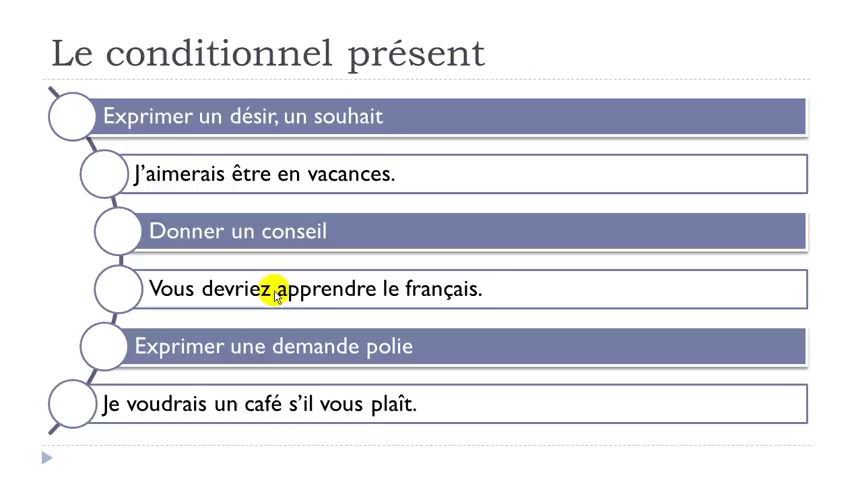 Le conditionnel présent
Exprimer un désir, un souhait
J'aimerais être en vacances.
Donner un conseil
Vous devriez apprendre le français.
Exprimer une demande polie
Je voudrais un café s'il vous plaît.